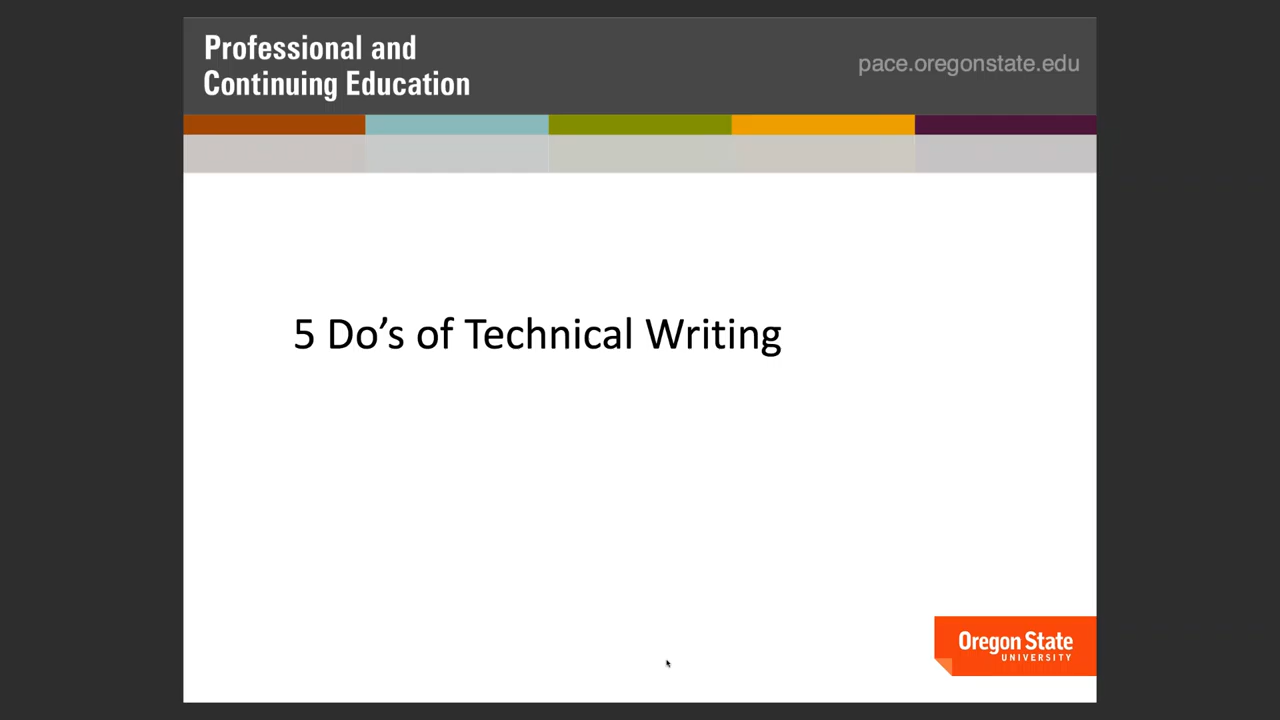 Professional and
Continuing Education
pace.oregonstate.edu
5 Do’s of Technical Writing
Oregon State
UNIVERSITY